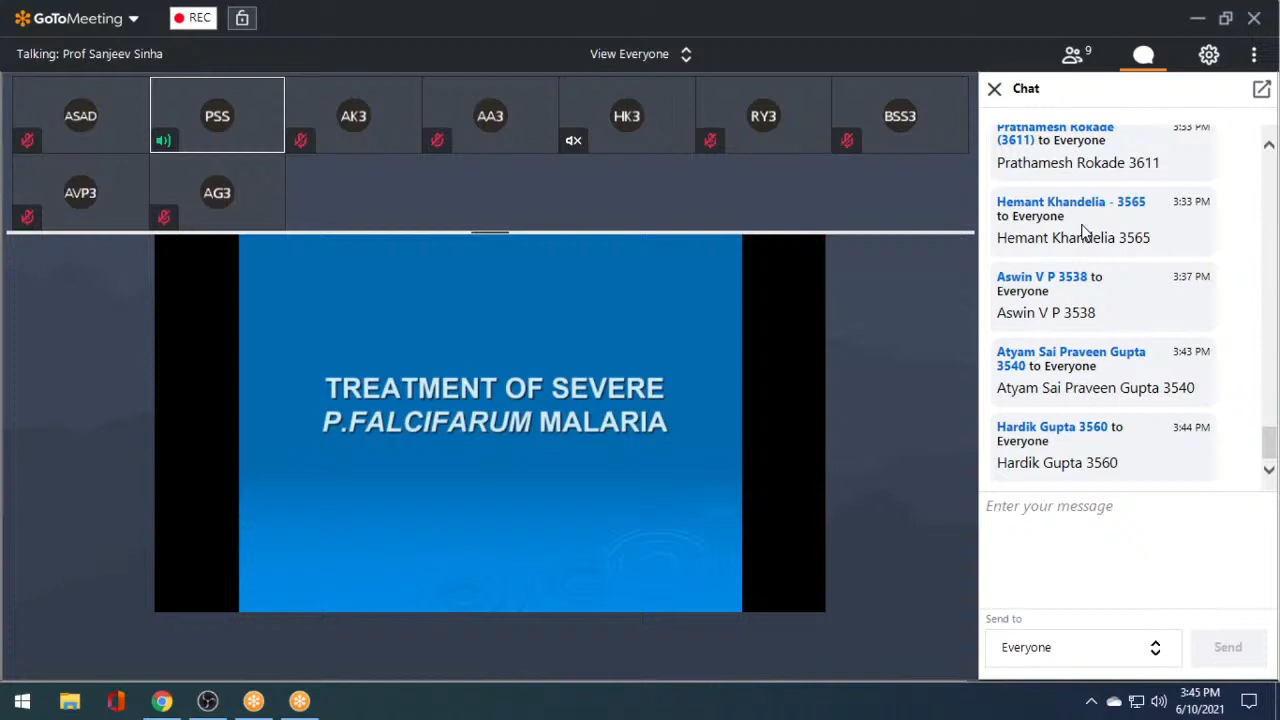 GoToMeeting
REC
Talking: Prof Sanjeev Sinha
View Everyone
9
ASAD
PSS
AK3
AA3
HK3
RY3
BSS3
AVP3
AG3
TREATMENT OF SEVERE
P.FALCIFARUM MALARIA
Chat
Prathamesh Rokade 3:33 PM
(3611) to Everyone
Prathamesh Rokade 3611
Hemant Khandelia - 3565 3:33 PM
to Everyone
Hemant Khandelia 3565
Aswin V P 3538 to 3:37 PM
Everyone
Aswin V P 3538
Atyam Sai Praveen Gupta 3:43 PM
3540 to Everyone
Atyam Sai Praveen Gupta 3540
Hardik Gupta 3560 to 3:44 PM
Everyone
Hardik Gupta 3560
Enter your message
Send to
Everyone
Send
3:45 PM
6/10/2021